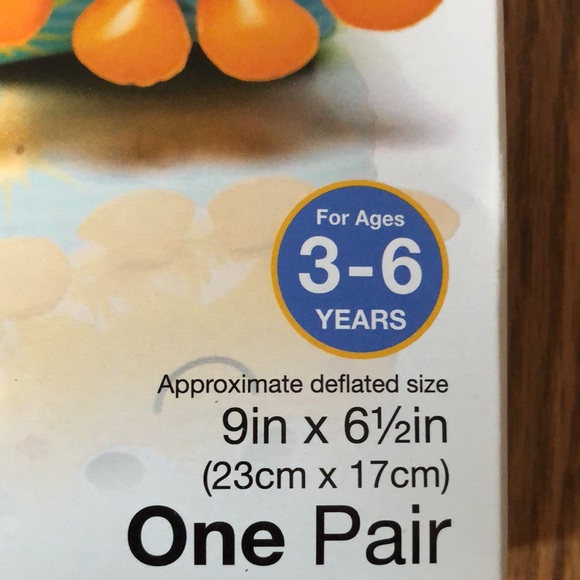 For Ages
3-6
YEARS
Approximate deflated size
9in x 6½in
(23cm x 17cm)
One Pair